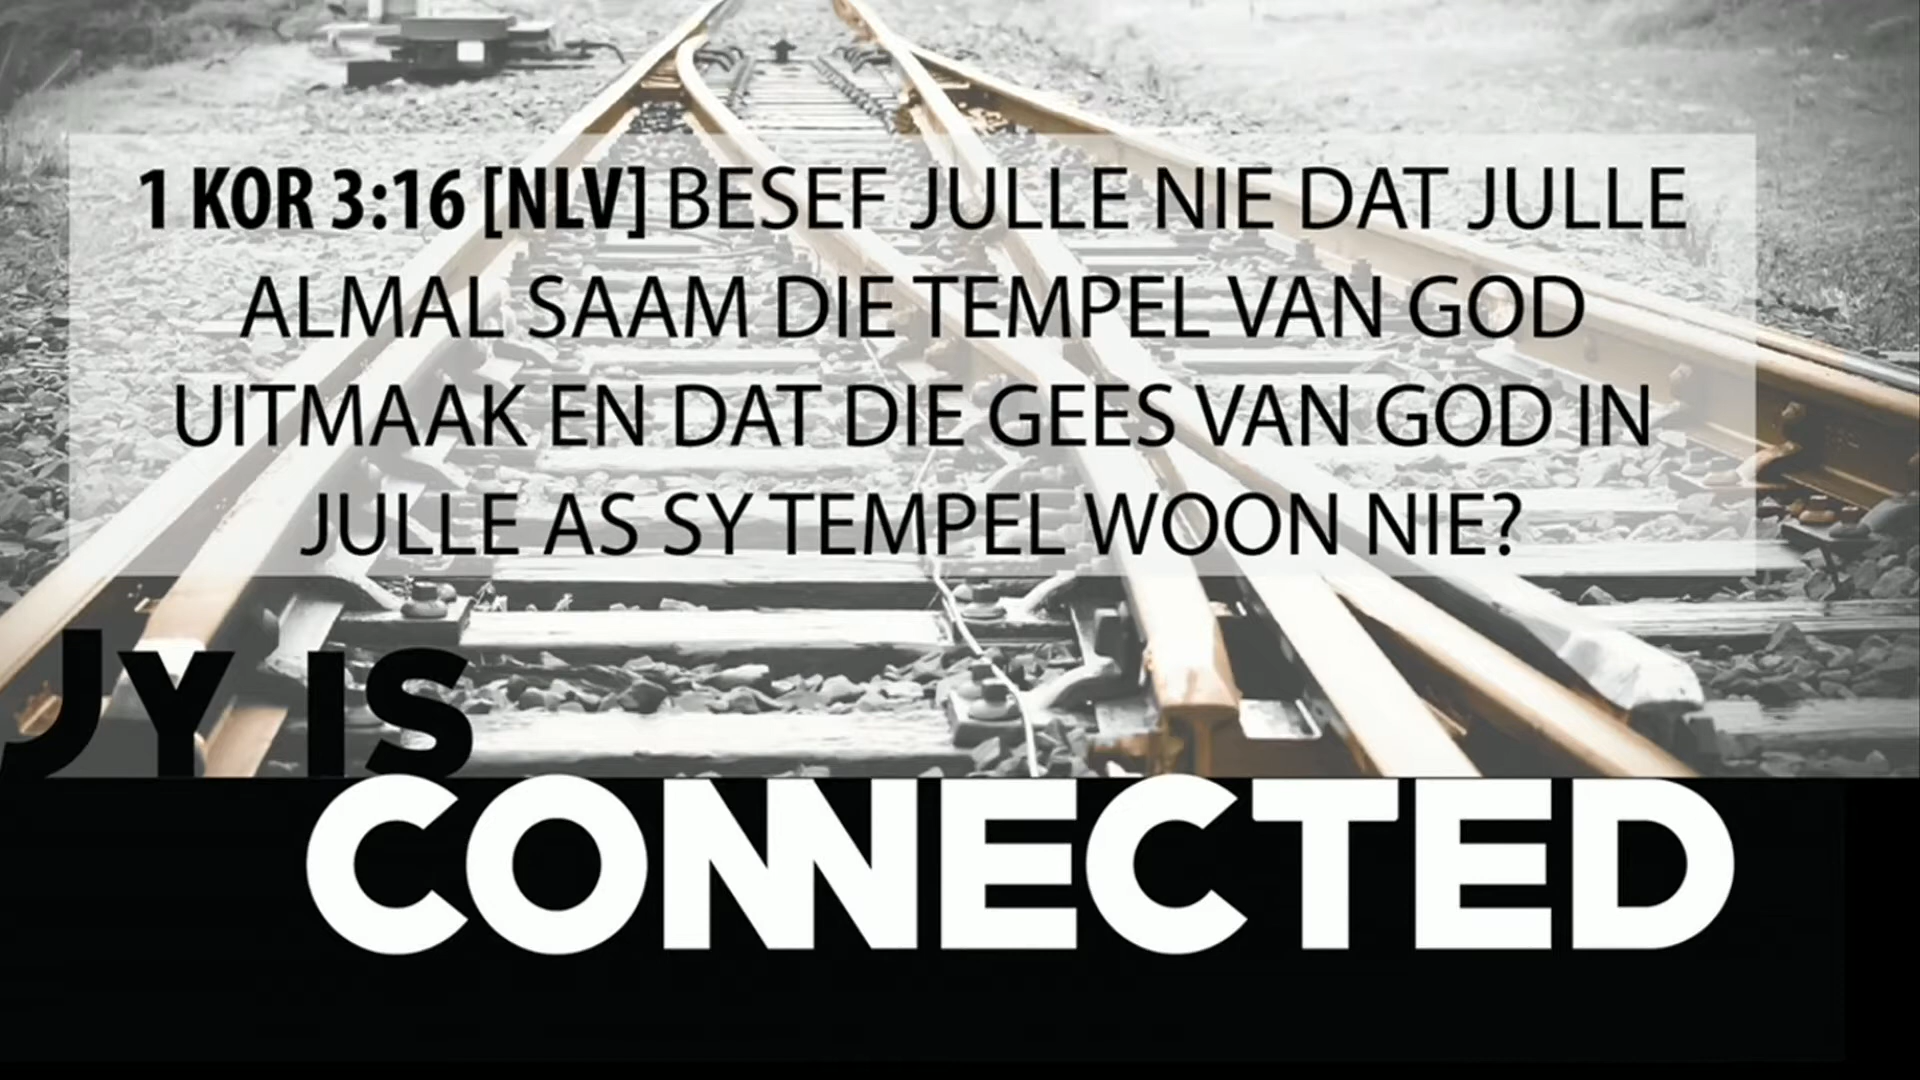 1 KOR 3:16 [NLV] BESEF JULLE NIE DAT JULLE
ALMAL SAAM DIE TEMPEL VAN GOD
UITMAAK EN DAT DIE GEES VAN GOD IN
JULLE AS SY TEMPEL WOON NIE?
JY IS
CONNECTED